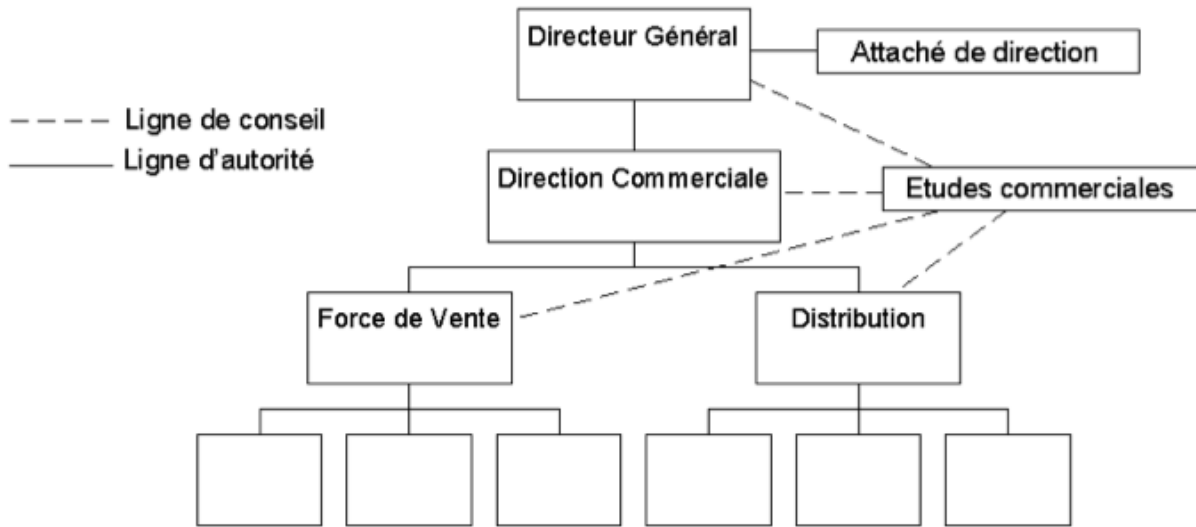 Directeur Général
Attaché de direction
Ligne de conseil
Ligne d'autorité
Direction Commerciale
Etudes commerciales
Force de Vente
Distribution